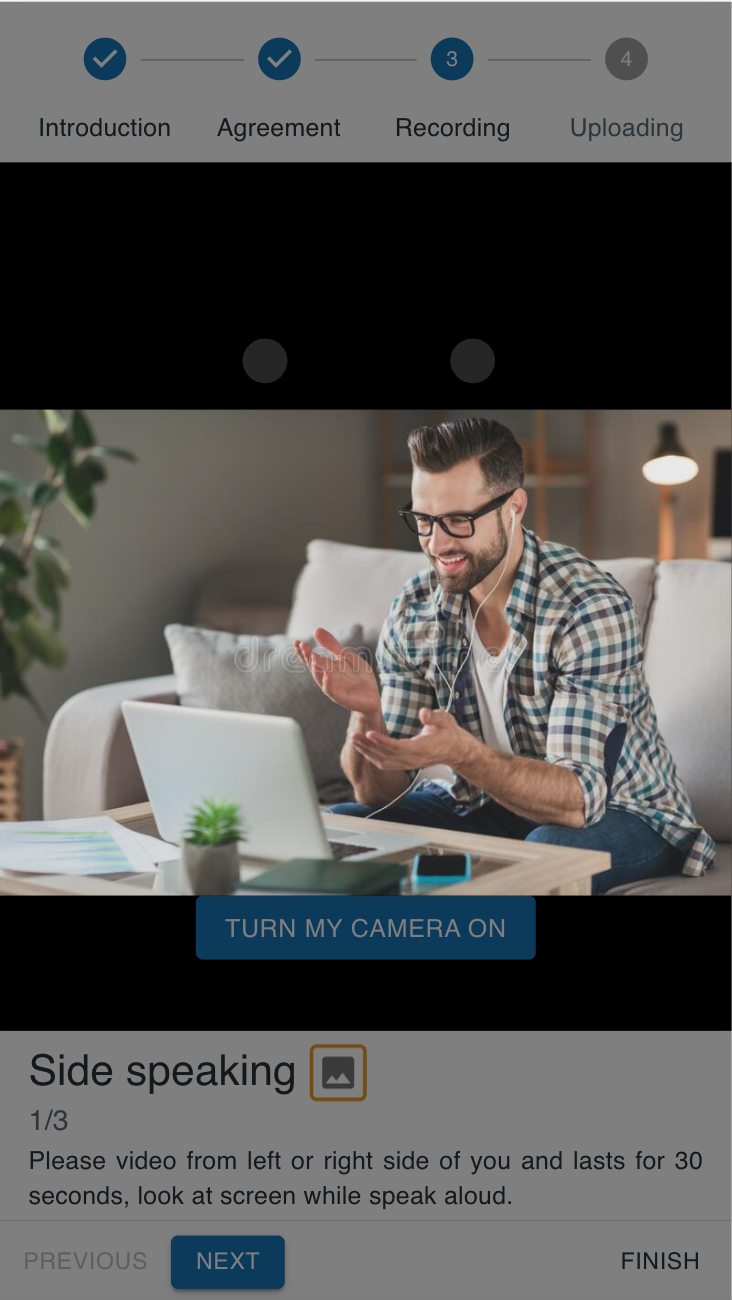 3
4
Introduction
Agreement
Recording
Uploading
dreamstime
TURN MY CAMERA ON
Side speaking
1/3
Please video from left or right side of you and lasts for 30
seconds, look at screen while speak aloud.
PREVIOUS
NEXT
FINISH